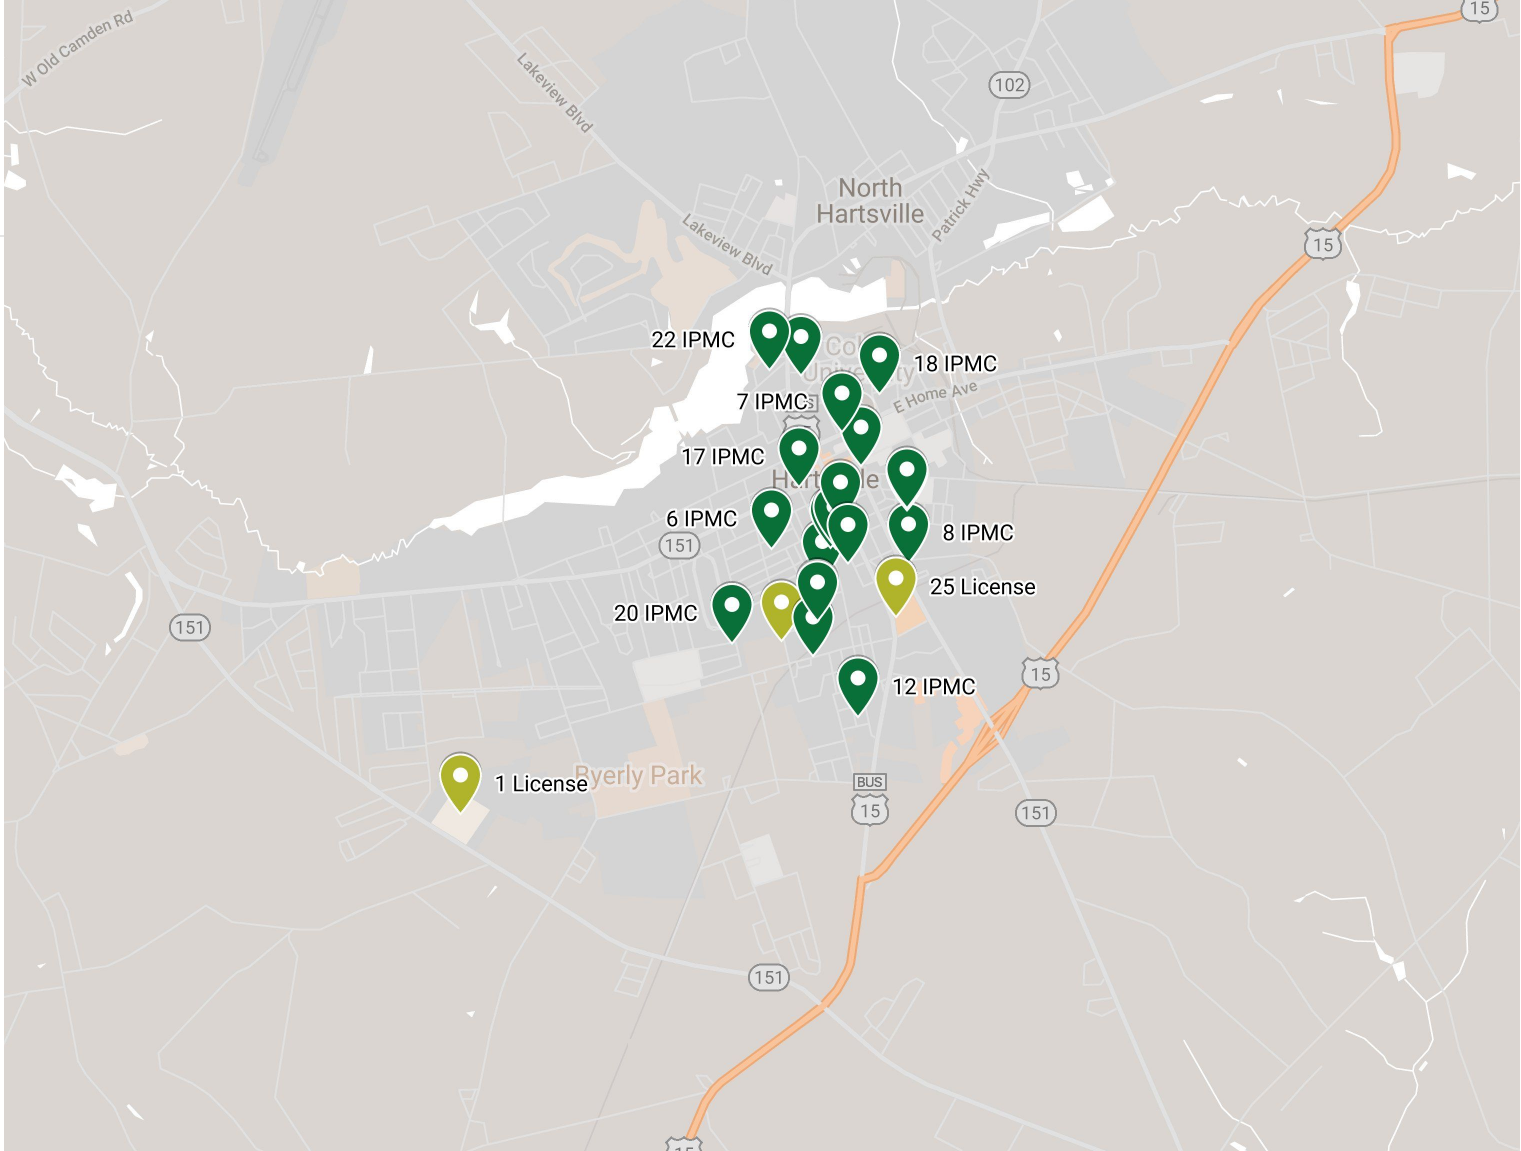 15
W Old Camden Rd
Lakeview Blvd
102
North
Hartsville
Patrick Hwy
Lakeview Blvd
15
22 IPMC
18 IPMC
7 IPMC
E Home Ave
17 IPMC
6 IPMC
8 IPMC
151
25 License
20 IPMC
151
15
12 IPMC
1 License
Byerly Park
BUS
15
151
151
15